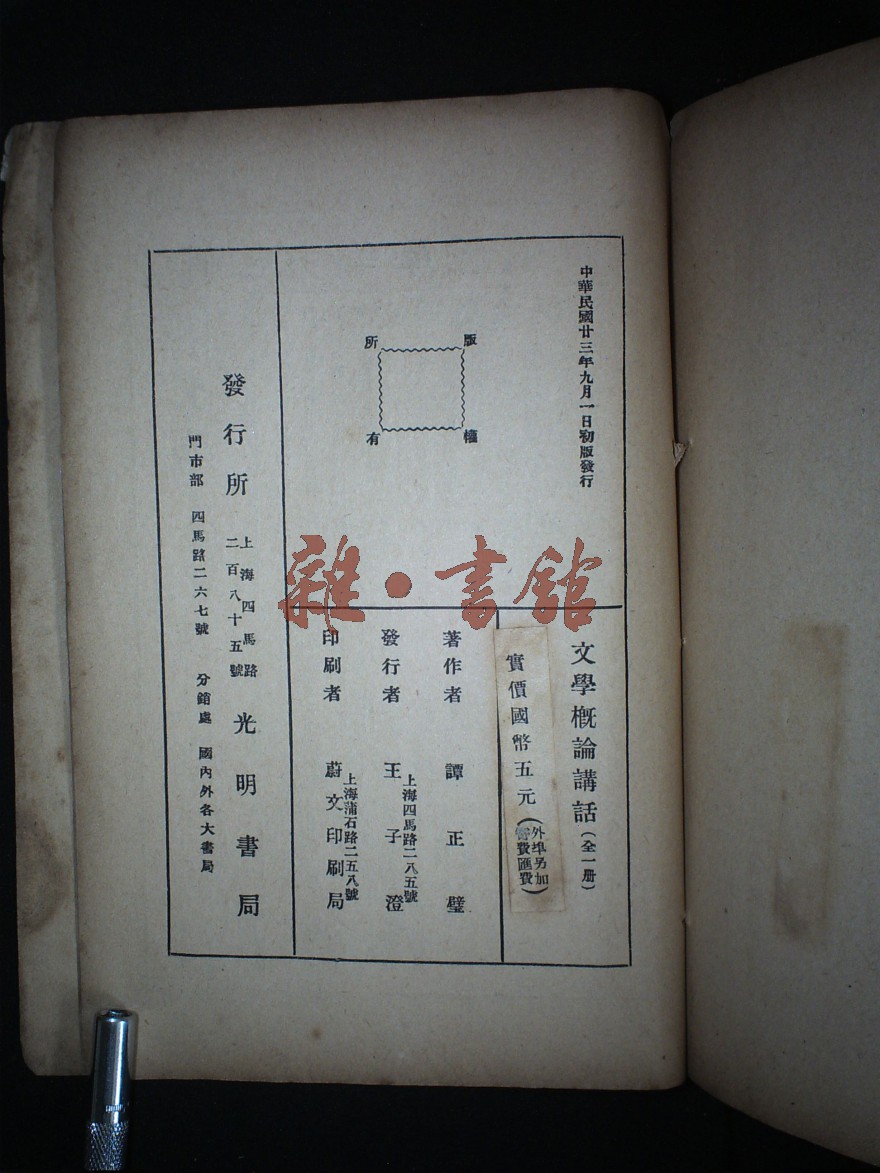 中華民國廿三年九月一日初版發行
版權
所有
文學概論講話(全一册)
實價國幣五元(外埠另加
寄費匯費)
著作者 譚正璧
上海四馬路二八五號
發行者 王子澄
上海蒲石路二五八號
印刷者 蔚文印刷局
發行所 上海四馬路
二百八十五號 光明書局
門市部 四馬路二六七號 分銷處 國內外各大書局
雜·書館